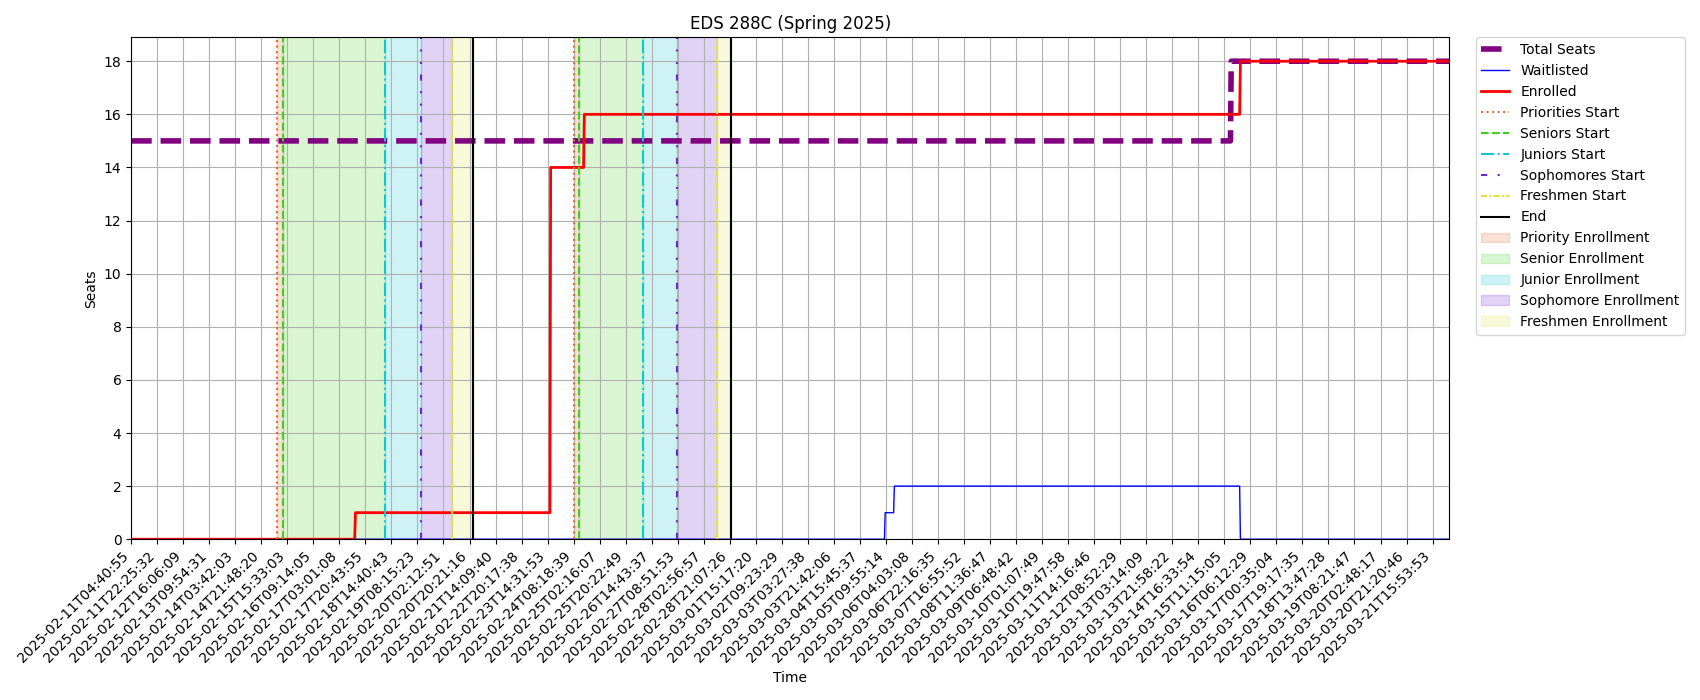 EDS 288C (Spring 2025)
Seats
18
16
14
12
10
8
6
4
2
0
2025-02-11T04:40:55
2025-02-11T22:25:32
2025-02-12T16:06:09
2025-02-13T09:54:31
2025-02-14T03:42:03
2025-02-14T21:48:20
2025-02-15T15:33:03
2025-02-16T09:14:05
2025-02-17T03:01:08
2025-02-17T20:43:55
2025-02-18T14:40:43
2025-02-19T08:15:23
2025-02-20T02:12:51
2025-02-20T20:21:16
2025-02-21T14:09:40
2025-02-22T20:17:38
2025-02-23T14:31:53
2025-02-24T08:18:39
2025-02-25T02:16:07
2025-02-25T20:22:49
2025-02-26T14:43:37
2025-02-27T08:51:53
2025-02-28T02:56:57
2025-02-28T21:07:26
2025-03-01T15:17:20
2025-03-02T09:23:29
2025-03-03T03:27:38
2025-03-03T21:42:06
2025-03-04T15:45:37
2025-03-05T09:55:14
2025-03-06T04:03:08
2025-03-06T22:16:35
2025-03-07T16:55:52
2025-03-08T11:36:47
2025-03-09T06:48:42
2025-03-10T01:07:49
2025-03-10T19:47:58
2025-03-11T14:16:46
2025-03-12T08:52:29
2025-03-13T03:14:09
2025-03-13T21:58:22
2025-03-14T16:33:54
2025-03-15T11:15:05
2025-03-16T06:12:29
2025-03-17T00:35:04
2025-03-17T19:17:35
2025-03-18T13:47:28
2025-03-19T08:21:47
2025-03-20T02:48:17
2025-03-20T21:20:46
2025-03-21T15:53:53
Time
Total Seats
Waitlisted
Enrolled
Priorities Start
Seniors Start
Juniors Start
Sophomores Start
Freshmen Start
End
Priority Enrollment
Senior Enrollment
Junior Enrollment
Sophomore Enrollment
Freshmen Enrollment